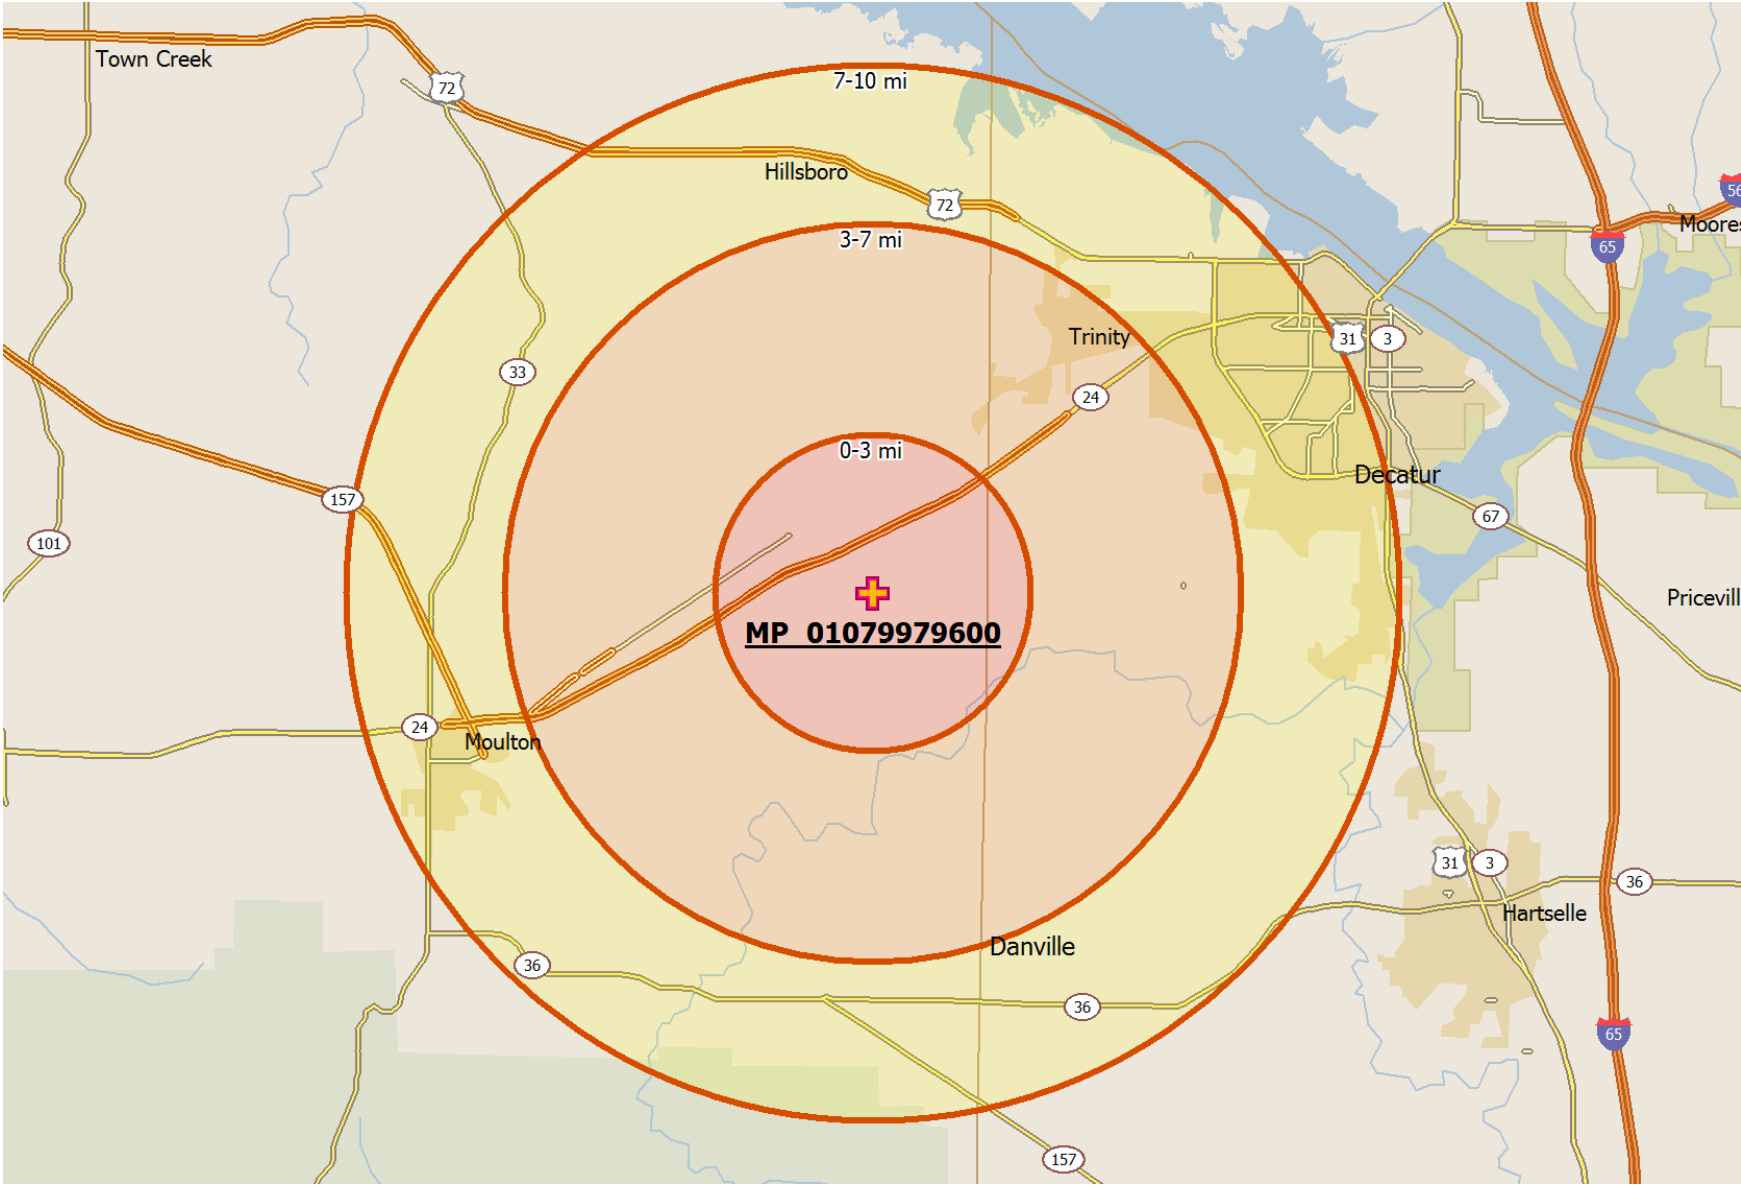 Town Creek
72
7-10 mi
Hillsboro
72
56
Moores
65
3-7 mi
Trinity
31
3
33
24
0-3 mi
Decatur
157
67
101
MP 01079979600
Pricevill
24
Moulton
31
3
36
Hartselle
Danville
36
36
65
157